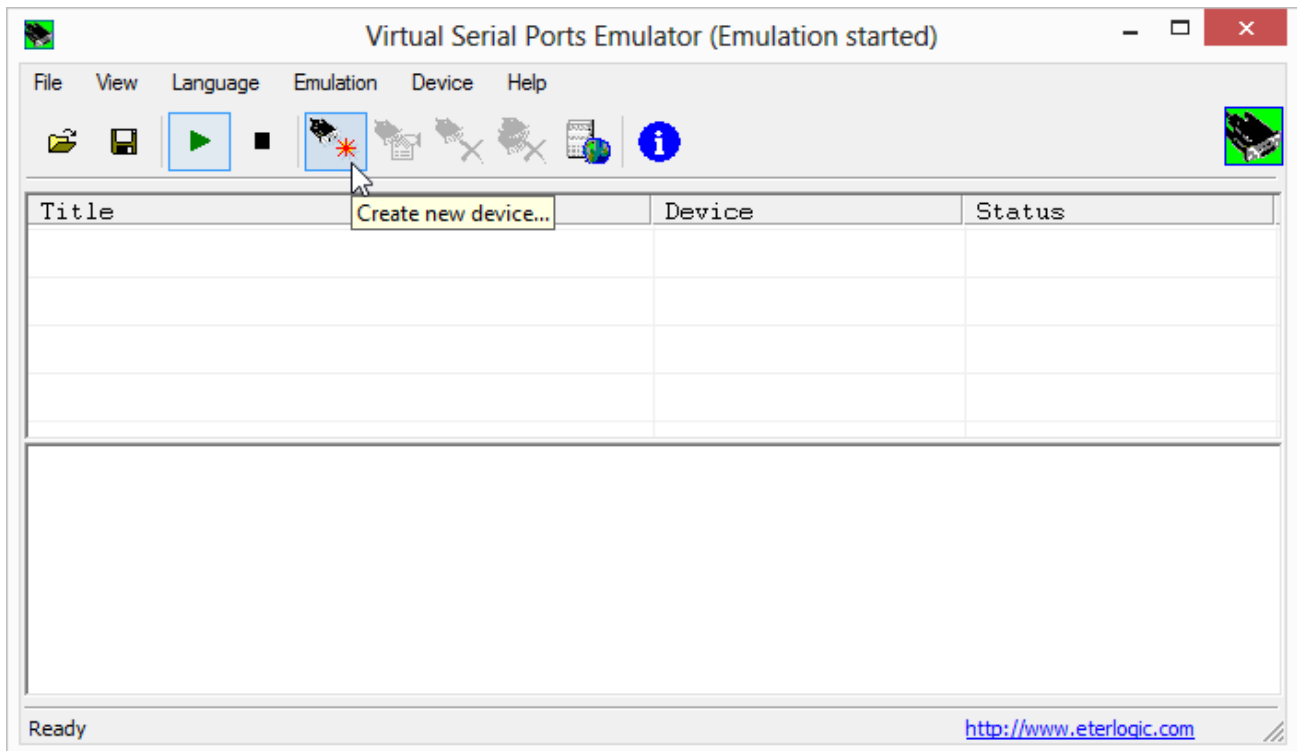 Virtual Serial Ports Emulator (Emulation started)
File View Language Emulation Device Help
Title Device Status
Create new device...
Ready http://www.eterlogic.com